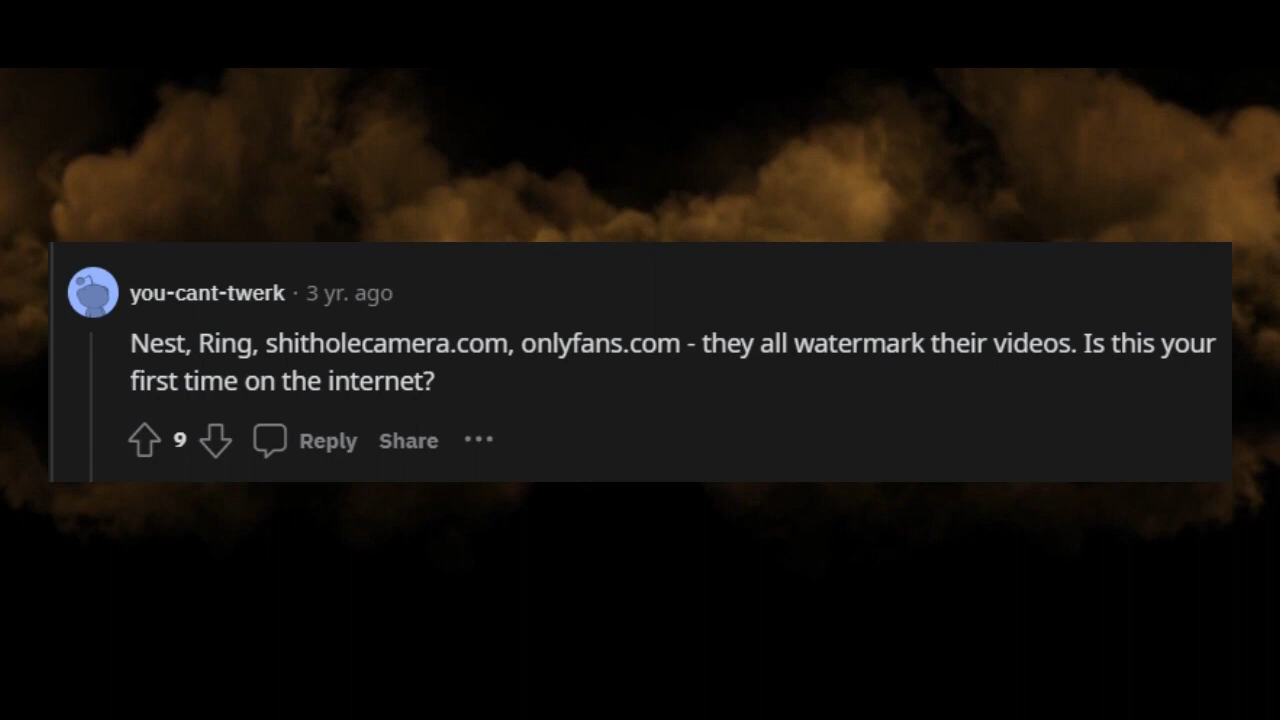 you-cant-twerk · 3 yr. ago
Nest, Ring, shitholecamera.com, onlyfans.com - they all watermark their videos. Is this your
first time on the internet?
9 Reply Share ...